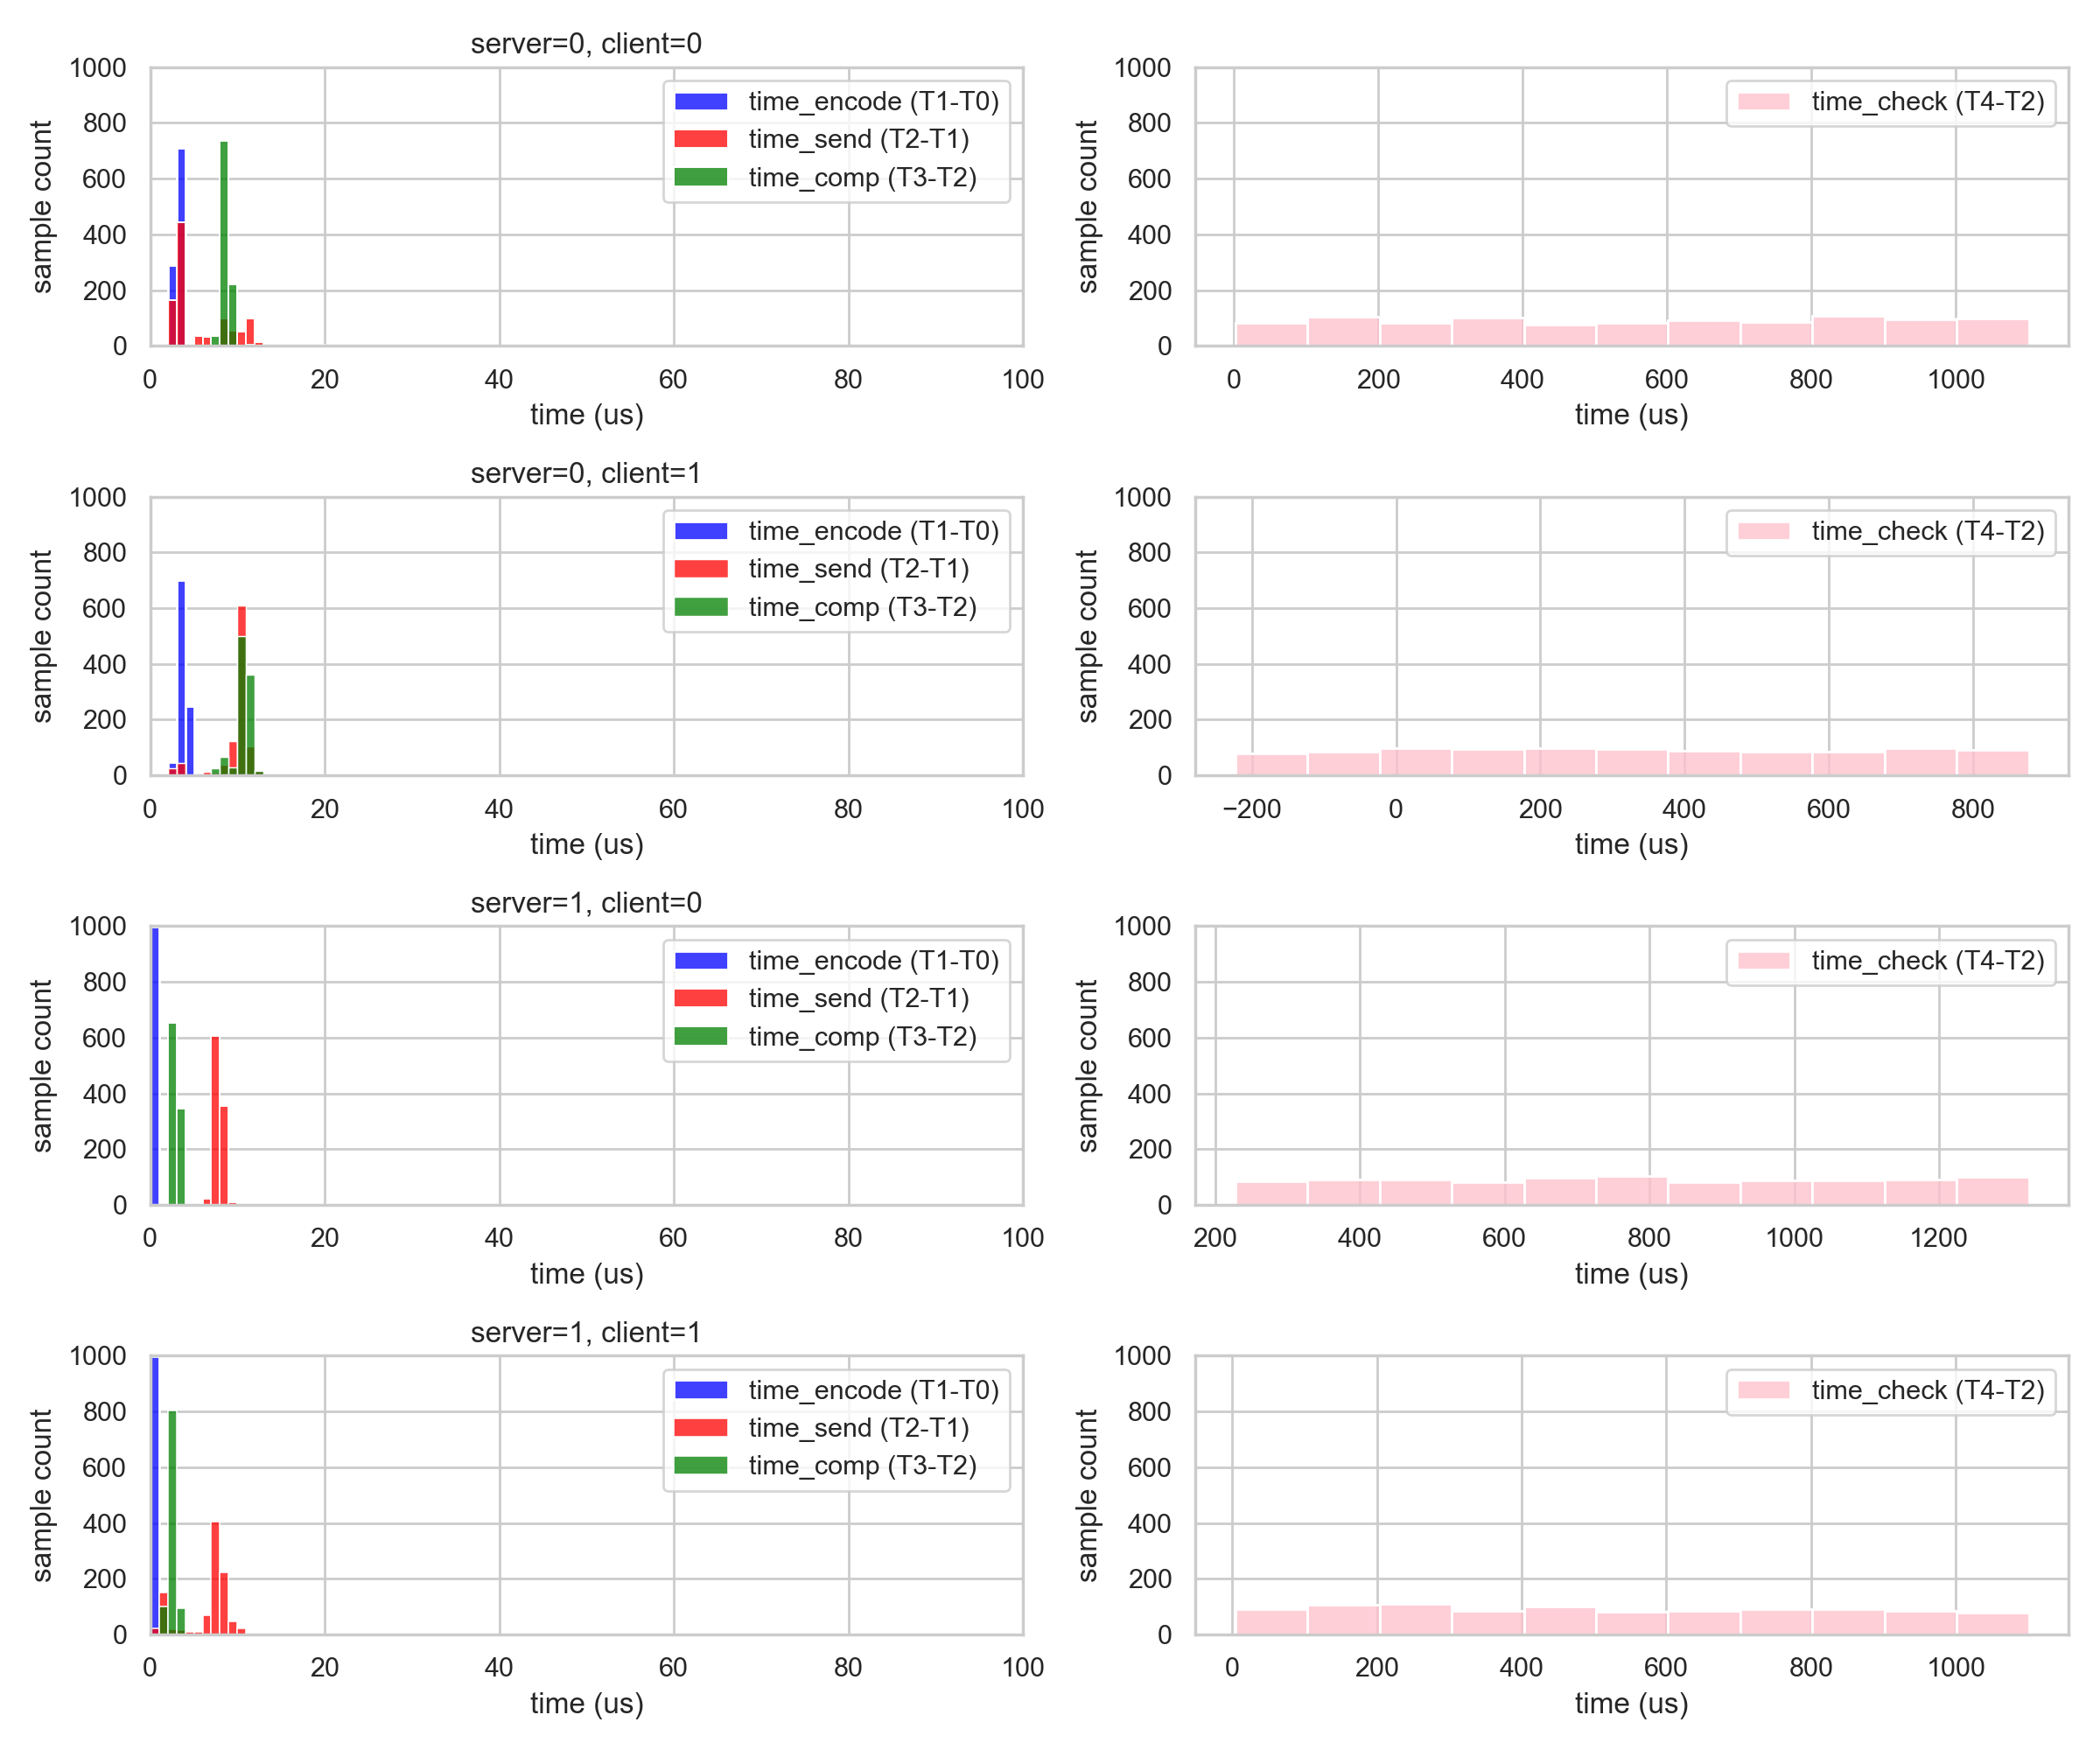 server=0, client=0
1000
800
600
400
200
0
sample count
time_encode (T1-T0)
time_send (T2-T1)
time_comp (T3-T2)
0 20 40 60 80 100
time (us)
1000
800
600
400
200
0
sample count
time_check (T4-T2)
0 200 400 600 800 1000
time (us)
server=0, client=1
1000
800
600
400
200
0
sample count
time_encode (T1-T0)
time_send (T2-T1)
time_comp (T3-T2)
0 20 40 60 80 100
time (us)
1000
800
600
400
200
0
sample count
time_check (T4-T2)
−200 0 200 400 600 800
time (us)
server=1, client=0
1000
800
600
400
200
0
sample count
time_encode (T1-T0)
time_send (T2-T1)
time_comp (T3-T2)
0 20 40 60 80 100
time (us)
1000
800
600
400
200
0
sample count
time_check (T4-T2)
200 400 600 800 1000 1200
time (us)
server=1, client=1
1000
800
600
400
200
0
sample count
time_encode (T1-T0)
time_send (T2-T1)
time_comp (T3-T2)
0 20 40 60 80 100
time (us)
1000
800
600
400
200
0
sample count
time_check (T4-T2)
0 200 400 600 800 1000
time (us)